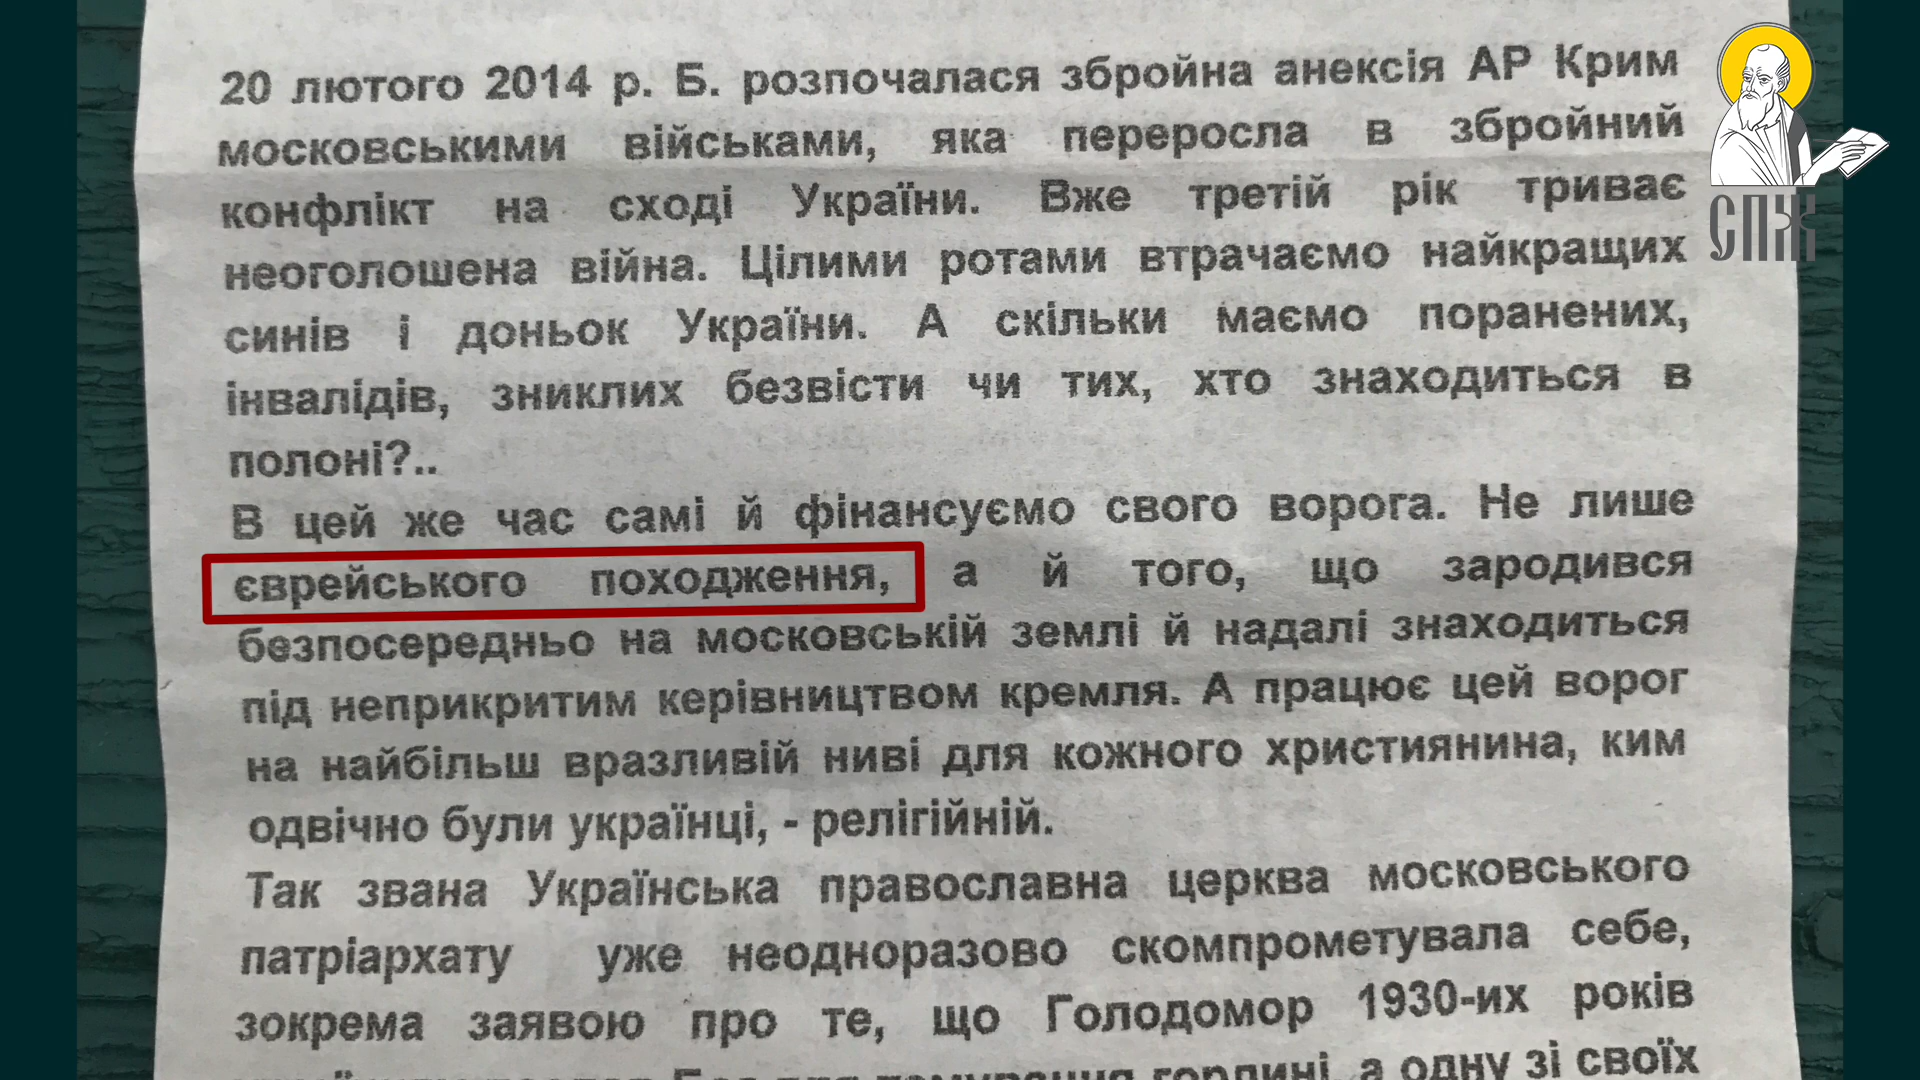 20 лютого 2014 р. Б. розпочалася збройна анексія АР Крим
московськими військами, яка переросла в збройний
конфлікт на сході України. Вже третій рік триває
неоголошена війна. Цілими ротами втрачаємо найкращих
синів і доньок України. А скільки маємо поранених,
інвалідів, зниклих безвісти чи тих, хто знаходиться в
полоні?..
В цей же час самі й фінансуємо свого ворога. Не лише
єврейського походження, а й того, що зародився
безпосередньо на московській землі й надалі знаходиться
під неприкритим керівництвом кремля. А працює цей ворог
на найбільш вразливій ниві для кожного християнина, ким
одвічно були українці, - релігійній.
Так звана Українська православна церква московського
патріархату уже неодноразово скомпрометувала себе,
зокрема заявою про те, що Голодомор 1930-их років
гордині, а одну зі своїх
СПЖ